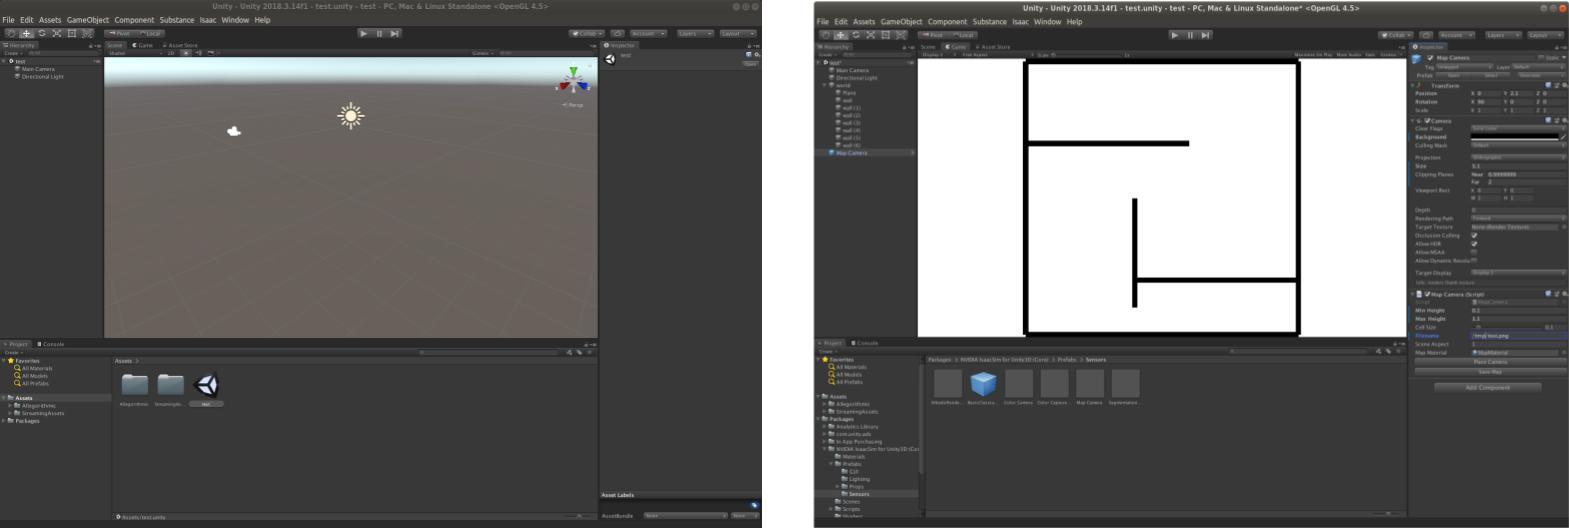 Unity - Unity 2018.3.14f1 - test.unity - test - PC, Mac & Linux Standalone <OpenGL 4.5>
File Edit Assets GameObject Component Substance Isaac Window Help
Pivot Local
Collab Account Layers Layout
Hierarchy
Scene Game Asset Store
Inspector
Create
Shaded 2D Gizmos
test
Main Camera
Directional Light
test
Open
Persp
Project Console
Create
Favorites
All Materials
All Models
All Prefabs
Assets
Allegorithmic
StreamingAssets
Packages
Assets
Allegorithmic StreamingAs... test
Assets/test.unity
Asset Labels
AssetBundle None None
Unity - Unity 2018.3.14f1 - test.unity - test - PC, Mac & Linux Standalone* <OpenGL 4.5>
File Edit Assets GameObject Component Substance Isaac Window Help
Pivot Local
Collab Account Layers Layout
Hierarchy
Scene Game Asset Store
Create
Display 1 Free Aspect Scale 1x Maximize On Play Mute Audio Stats Gizmos
test*
Main Camera
Directional Light
world
Plane
wall
wall (1)
wall (2)
wall (3)
wall (4)
wall (5)
wall (6)
Map Camera
Inspector
Map Camera Static
Tag Untagged Layer Default
Prefab Open Select Overrides
Transform
Position X 0 Y 2.1 Z 0
Rotation X 90 Y 0 Z 0
Scale X 1 Y 1 Z 1
Camera
Clear Flags Solid Color
Background
Culling Mask Default
Projection Orthographic
Size 5.1
Clipping Planes Near 0.9999999
Far 2
Viewport Rect X 0 Y 0
W 1 H 1
Depth 0
Rendering Path Forward
Target Texture None (Render Texture)
Occlusion Culling
Allow HDR
Allow MSAA
Allow Dynamic Resolu
Target Display Display 1
Map Camera (Script)
Script MapCamera
Min Height 0.1
Max Height 1.1
Cell Size 0.1
Filename
Scene Aspect 1
Map Material MapMaterial
Place Camera
Save Map
Add Component
Project Console
Create
Favorites
All Materials
All Models
All Prefabs
Assets
Allegorithmic
StreamingAssets
Packages
Analytics Library
com.unity.ads
In App Purchasing
NVIDIA IsaacSim for Unity3D (Cor
Materials
Prefabs
GUI
Lighting
Props
Sensors
Scenes
Scripts
Shaders
Packages NVIDIA IsaacSim for Unity3D (Core) Prefabs Sensors
Color Camera Color Camera... Map Camera Segmentation...